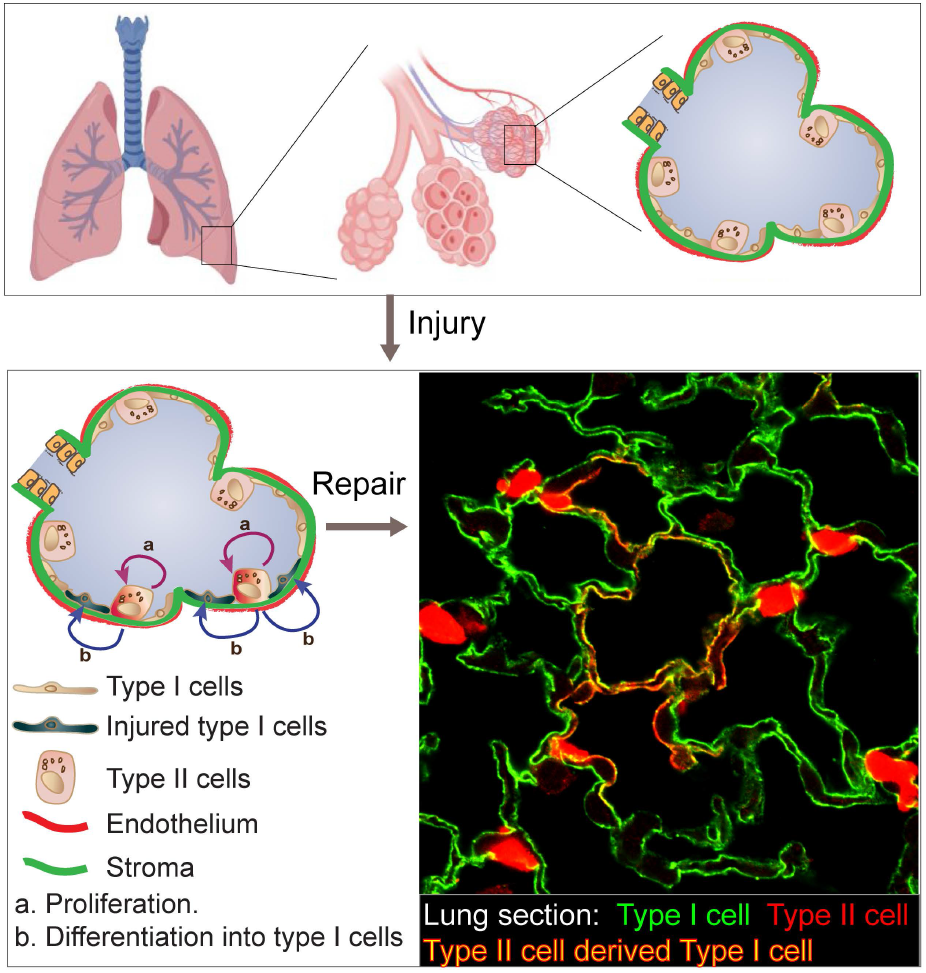 Injury
a
a
b
b
b
Repair
Type I cells
Injured type I cells
Type II cells
Endothelium
Stroma
a. Proliferation.
b. Differentiation into type I cells
Lung section: Type I cell Type II cell
Type II cell derived Type I cell